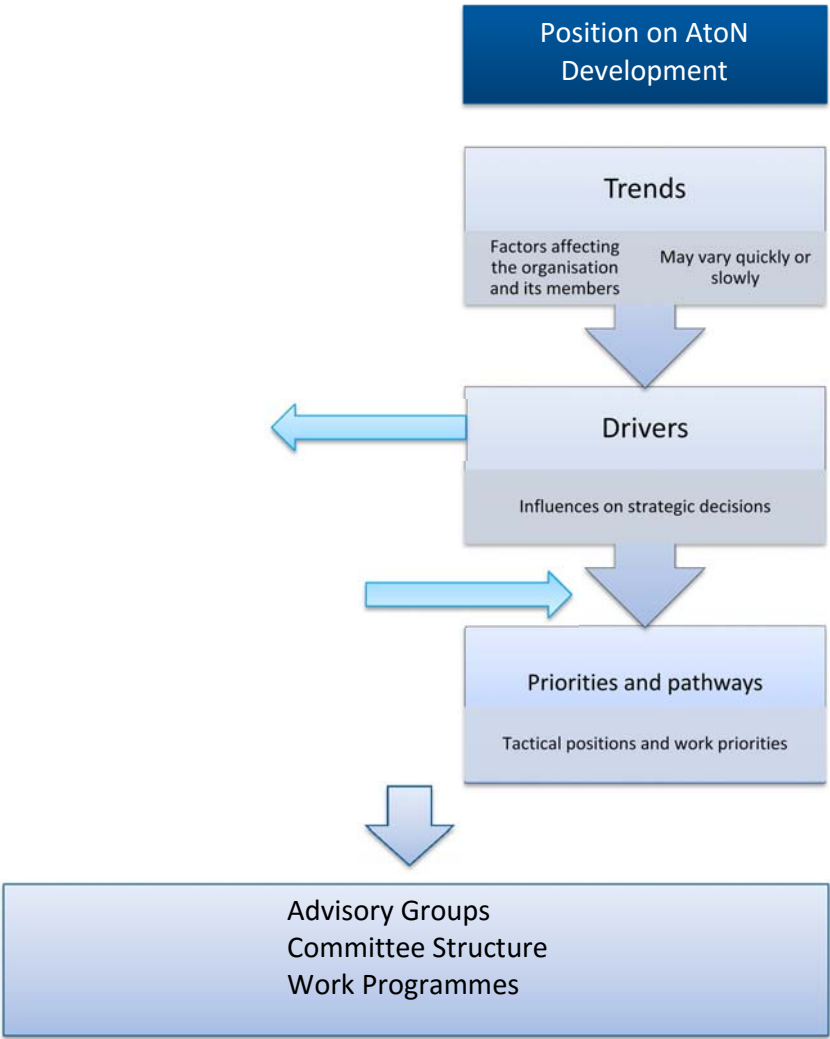 Position on AtoN
Development
Trends
Factors affecting
the organisation
and its members
May vary quickly or
slowly
Drivers
Influences on strategic decisions
Priorities and pathways
Tactical positions and work priorities
Advisory Groups
Committee Structure
Work Programmes